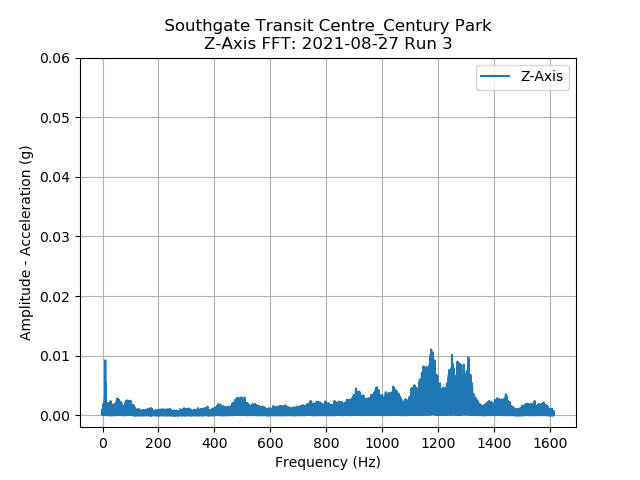 Southgate Transit Centre_Century Park
Z-Axis FFT: 2021-08-27 Run 3
Z-Axis
Amplitude - Acceleration (g)
0.06
0.05
0.04
0.03
0.02
0.01
0.00
0 200 400 600 800 1000 1200 1400 1600
Frequency (Hz)